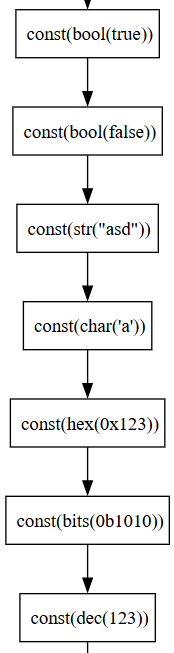 const(bool(true))
const(bool(false))
const(str("asd"))
const(char('a'))
const(hex(0x123))
const(bits(0b1010))
const(dec(123))